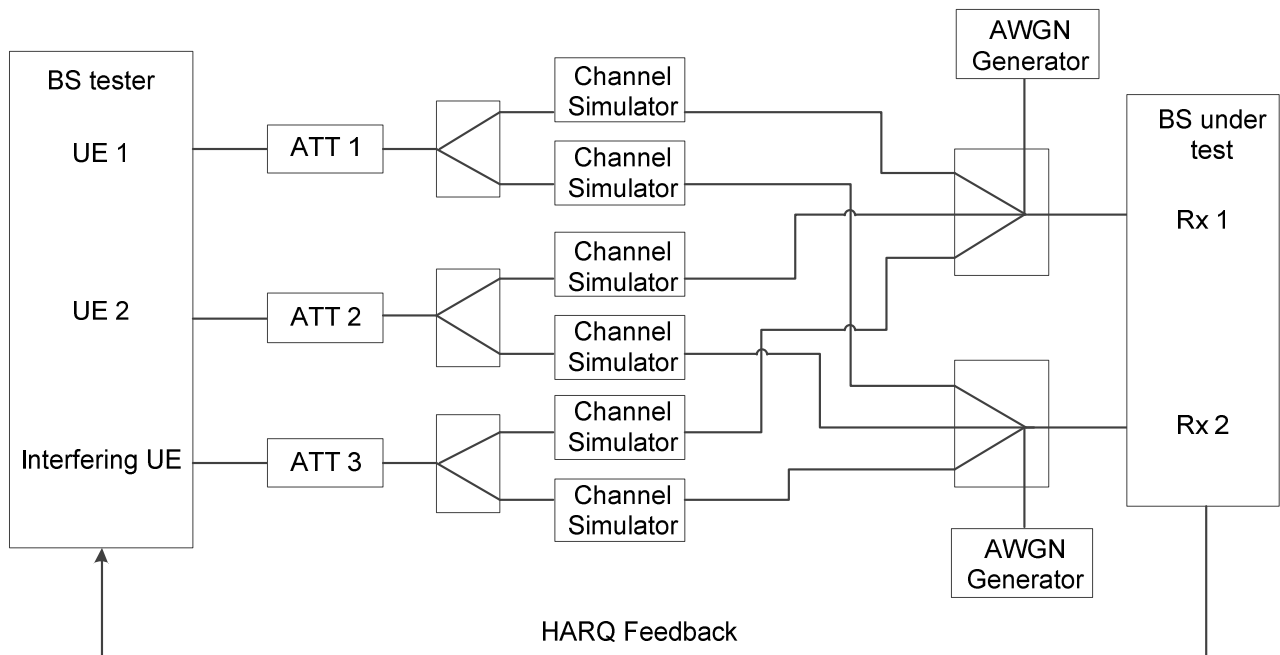 BS tester
UE 1
UE 2
Interfering UE
ATT 1
ATT 2
ATT 3
Channel
Simulator
Channel
Simulator
Channel
Simulator
Channel
Simulator
Channel
Simulator
Channel
Simulator
AWGN
Generator
AWGN
Generator
BS under
test
Rx 1
Rx 2
HARQ Feedback